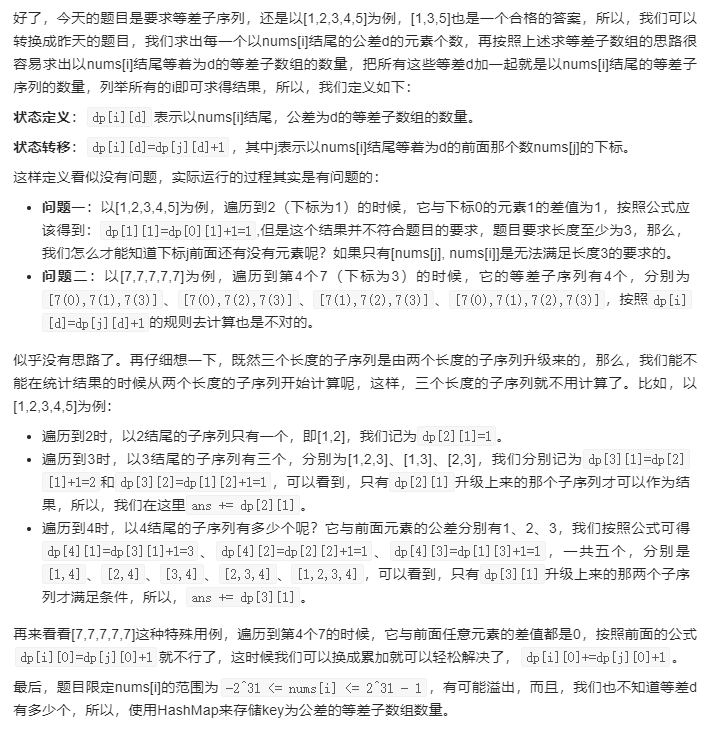 好了，今天的题目是要求等差子序列，还是以[1,2,3,4,5]为例，[1,3,5]也是一个合格的答案，所以，我们可以
转换成昨天的题目，我们求出每一个以nums[i]结尾的公差d的元素个数，再按照上述求等差子数组的思路很
容易求出以nums[i]结尾等着为d的等差子数组的数量，把所有这些等差d加一起就是以nums[i]结尾的等差子
序列的数量，列举所有的i即可求得结果，所以，我们定义如下：
状态定义： dp[i][d] 表示以nums[i]结尾，公差为d的等差子数组的数量。
状态转移： dp[i][d]=dp[j][d]+1 ，其中j表示以nums[i]结尾等着为d的前面那个数nums[j]的下标。
这样定义看似没有问题，实际运行的过程其实是有问题的：
• 问题一：以[1,2,3,4,5]为例，遍历到2（下标为1）的时候，它与下标0的元素1的差值为1，按照公式应
该得到： dp[1][1]=dp[0][1]+1=1 ,但是这个结果并不符合题目的要求，题目要求长度至少为3，那么，
我们怎么才能知道下标j前面还有没有元素呢？如果只有[nums[j], nums[i]]是无法满足长度3的要求的。
• 问题二：以[7,7,7,7,7]为例，遍历到第4个7（下标为3）的时候，它的等差子序列有4个，分别为
[7(0),7(1),7(3)] 、 [7(0),7(2),7(3)] 、 [7(1),7(2),7(3)] 、 [7(0),7(1),7(2),7(3)] ，按照 dp[i]
[d]=dp[j][d]+1 的规则去计算也是不对的。
似乎没有思路了。再仔细想一下，既然三个长度的子序列是由两个长度的子序列升级来的，那么，我们能不
能在统计结果的时候从两个长度的子序列开始计算呢，这样，三个长度的子序列就不用计算了。比如，以
[1,2,3,4,5]为例：
• 遍历到2时，以2结尾的子序列只有一个，即[1,2]，我们记为 dp[2][1]=1 。
• 遍历到3时，以3结尾的子序列有三个，分别为[1,2,3]、[1,3]、[2,3]，我们分别记为 dp[3][1]=dp[2]
[1]+1=2 和 dp[3][2]=dp[1][2]+1=1 ，可以看到，只有 dp[2][1] 升级上来的那个子序列才可以作为结
果，所以，我们在这里 ans += dp[2][1] 。
• 遍历到4时，以4结尾的子序列有多少个呢？它与前面元素的公差分别有1、2、3，我们按照公式可得
dp[4][1]=dp[3][1]+1=3 、 dp[4][2]=dp[2][2]+1=1 、 dp[4][3]=dp[1][3]+1=1 ，一共五个，分别是
[1,4] 、 [2,4] 、 [3,4] 、 [2,3,4] 、 [1,2,3,4] ，可以看到，只有 dp[3][1] 升级上来的那两个子序
列才满足条件，所以， ans += dp[3][1] 。
再来看看[7,7,7,7,7]这种特殊用例，遍历到第4个7的时候，它与前面任意元素的差值都是0，按照前面的公式
dp[i][0]=dp[j][0]+1 就不行了，这时候我们可以换成累加就可以轻松解决了， dp[i][0]+=dp[j][0]+1 。
最后，题目限定nums[i]的范围为 -2^31 <= nums[i] <= 2^31 - 1 ，有可能溢出，而且，我们也不知道等差d
有多少个，所以，使用HashMap来存储key为公差的等差子数组数量。